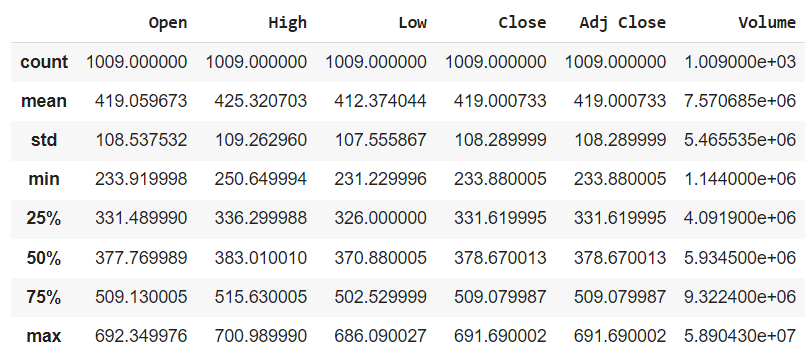 Open High Low Close Adj Close Volume
count 1009.000000 1009.000000 1009.000000 1009.000000 1009.000000 1.009000e+03
mean 419.059673 425.320703 412.374044 419.000733 419.000733 7.570685e+06
std 108.537532 109.262960 107.555867 108.289999 108.289999 5.465535e+06
min 233.919998 250.649994 231.229996 233.880005 233.880005 1.144000e+06
25% 331.489990 336.299988 326.000000 331.619995 331.619995 4.091900e+06
50% 377.769989 383.010010 370.880005 378.670013 378.670013 5.934500e+06
75% 509.130005 515.630005 502.529999 509.079987 509.079987 9.322400e+06
max 692.349976 700.989990 686.090027 691.690002 691.690002 5.890430e+07